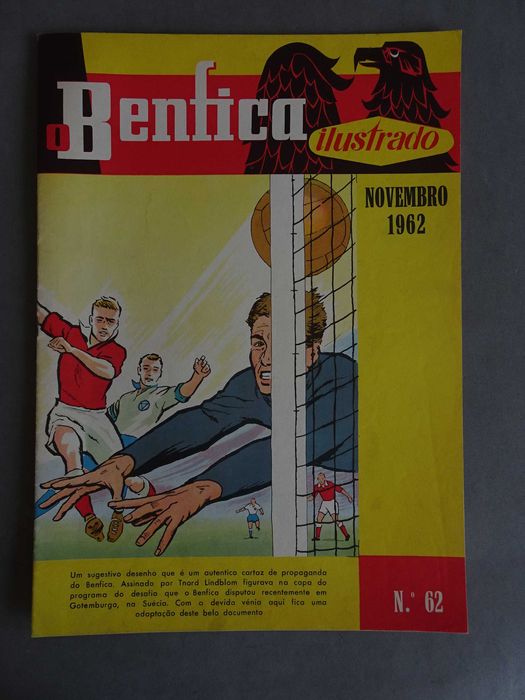 O Benfica
ilustrado
NOVEMBRO
1962
Um sugestivo desenho que é um autentico cartaz de propaganda
do Benfica. Assinado por Tnord Lindblom figurava na capa do
programa do desafio que o Benfica disputou recentemente em
Gotemburgo, na Suécia. Com a devida vénia aqui fica uma
adaptação deste belo documento
N.º 62